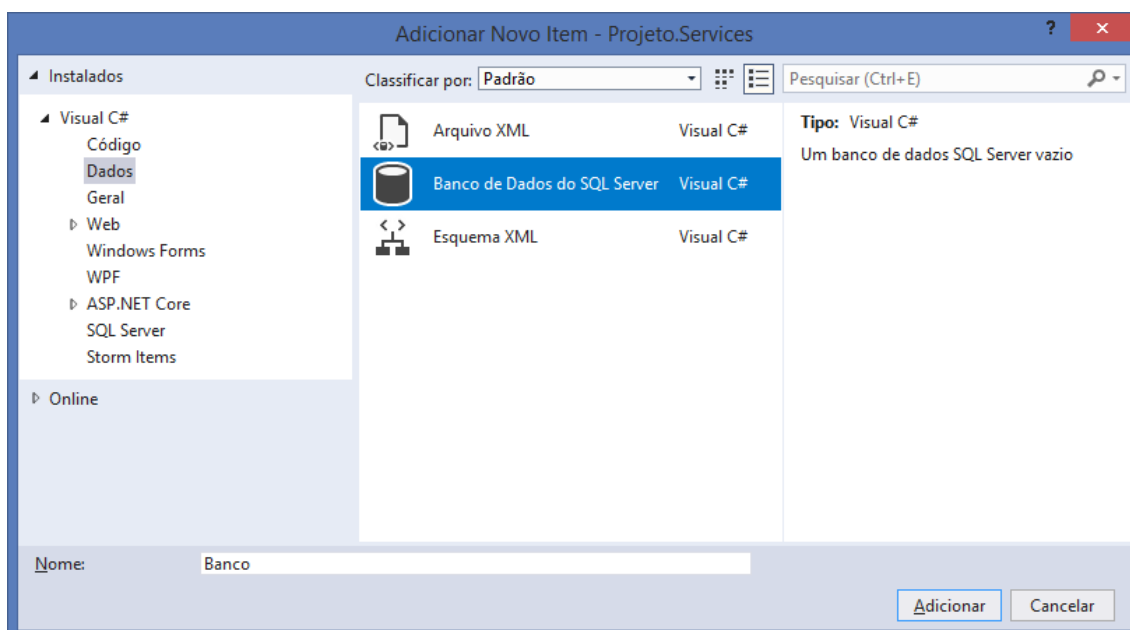 Adicionar Novo Item - Projeto.Services
?
×
Instalados
Classificar por: Padrão
Pesquisar (Ctrl+E)
Visual C#
Código
Dados
Geral
Web
Windows Forms
WPF
ASP.NET Core
SQL Server
Storm Items
Online
Arquivo XML Visual C#
Banco de Dados do SQL Server Visual C#
Esquema XML Visual C#
Tipo: Visual C#
Um banco de dados SQL Server vazio
Nome: Banco
Adicionar Cancelar